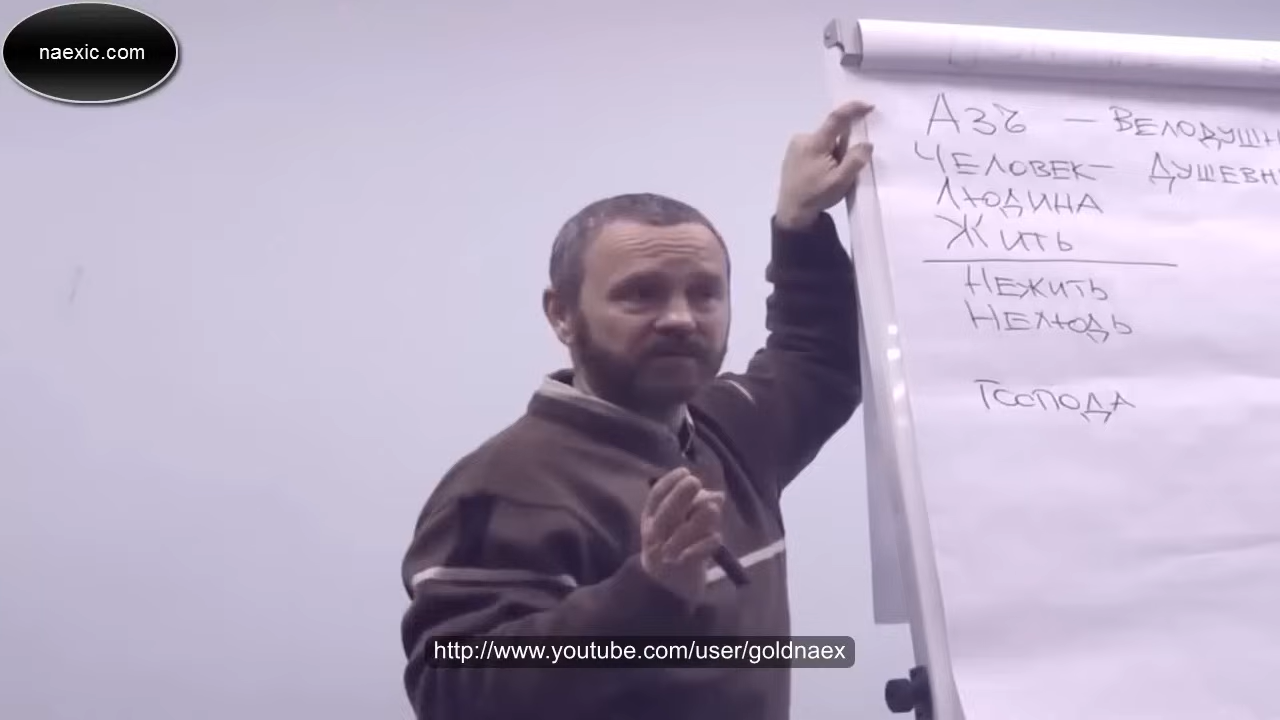 naexic.com
Азъ — Велодушн
Человек — Душевн
Людина
Жить
Нежить
Нелюдь
Господа
http://www.youtube.com/user/goldnaex